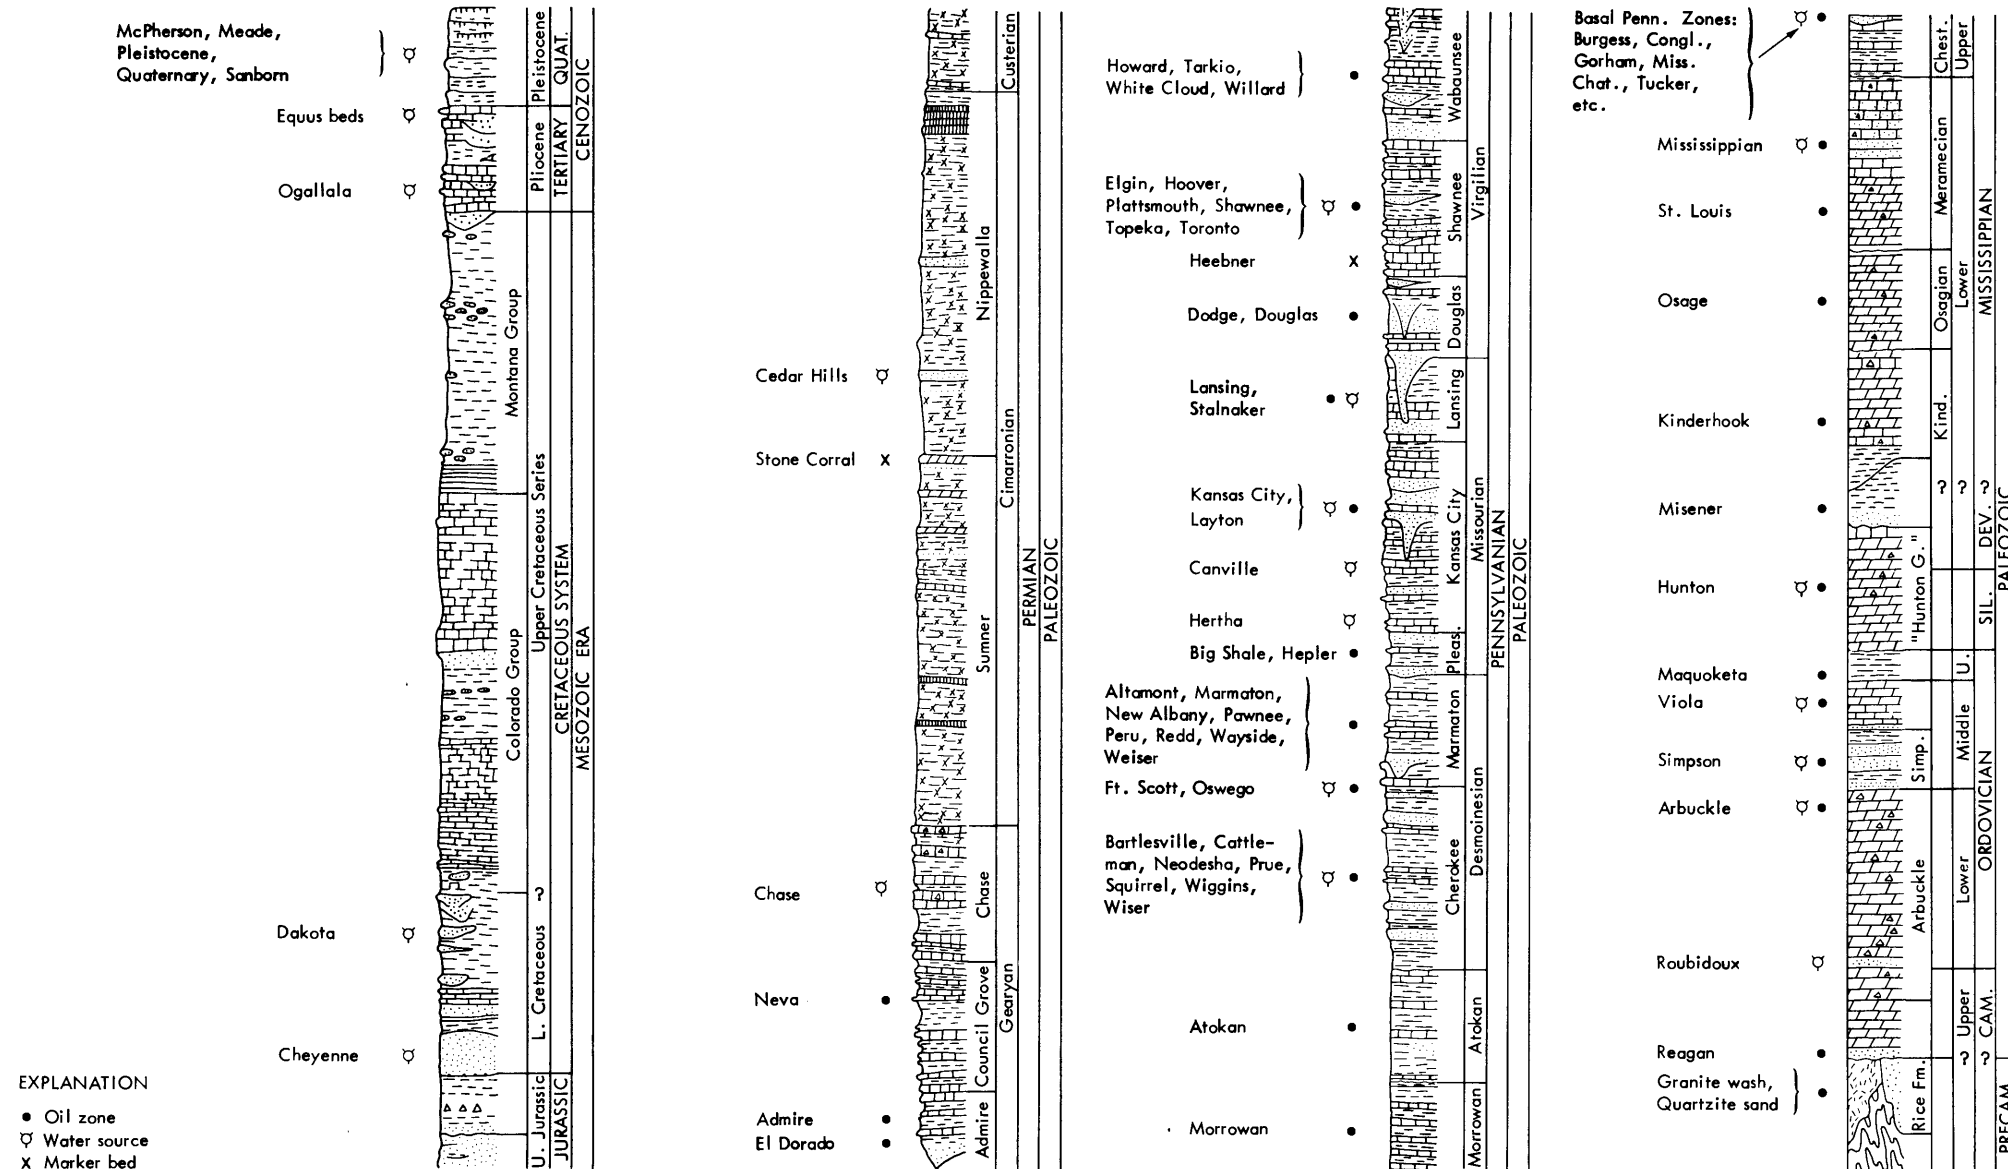 McPherson, Meade,
Pleistocene,
Quaternary, Sanborn
Equus beds
Ogallala
Dakota
Cheyenne
EXPLANATION
Oil zone
Water source
x Marker bed
Montana Group
Colorado Group
Pleistocene
Pliocene
Upper Cretaceous Series
?
L. Cretaceous
U. Jurassic
QUAT.
TERTIARY
CRETACEOUS SYSTEM
JURASSIC
CENOZOIC
MESOZOIC ERA
Cedar Hills
Stone Corral x
Chase
Neva
Admire
El Dorado
Nippewalla
Sumner
Chase
Council Grove
Admire
Custerian
Cimarronian
Gearyan
PERMIAN
PALEOZOIC
Howard, Tarkio,
White Cloud, Willard
Elgin, Hoover,
Plattsmouth, Shawnee,
Topeka, Toronto
Heebner x
Dodge, Douglas
Lansing,
Stalnaker
Kansas City,
Layton
Canville
Hertha
Big Shale, Hepler
Altamont, Marmaton,
New Albany, Pawnee,
Peru, Redd, Wayside,
Weiser
Ft. Scott, Oswego
Bartlesville, Cattle-
man, Neodesha, Prue,
Squirrel, Wiggins,
Wiser
Atokan
Morrowan
Wabaunsee
Shawnee
Douglas
Lansing
Kansas City
Pleas.
Marmaton
Cherokee
Virgilian
Missourian
Desmoinesian
Atokan
Morrowan
PENNSYLVANIAN
PALEOZOIC
Basal Penn. Zones:
Burgess, Congl.,
Gorham, Miss.
Chat., Tucker,
etc.
Mississippian
St. Louis
Osage
Kinderhook
Misener
Hunton
Maquoketa
Viola
Simpson
Arbuckle
Roubidoux
Reagan
Granite wash,
Quartzite sand
"Hunton G."
Simp.
Arbuckle
Rice Fm.
Chest.
Meramecian
Osagian
Kind.
?
Upper
Lower
?
U.
Middle
Lower
Upper
?
MISSISSIPPIAN
?
DEV.
SIL.
ORDOVICIAN
CAM.
?
PALEOZOIC
PRECAM